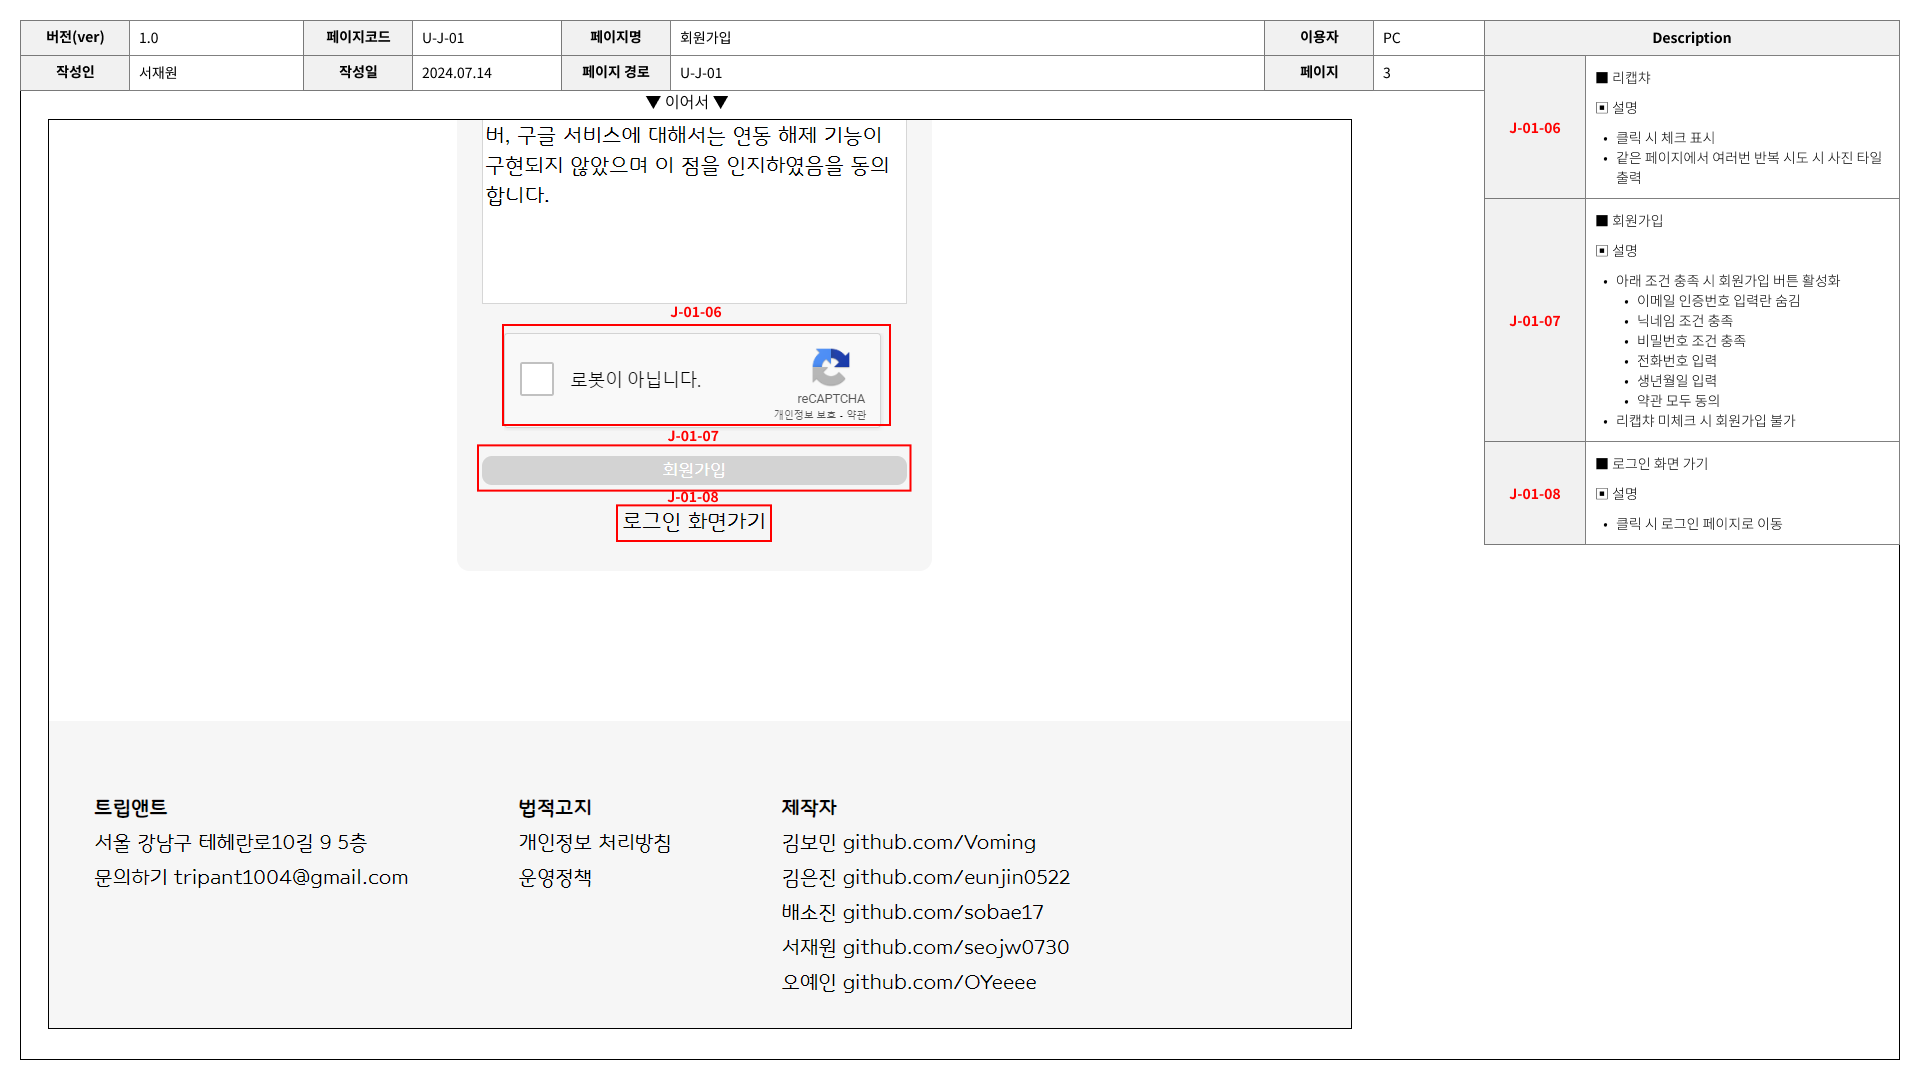 버전(ver) 1.0 페이지코드 U-J-01 페이지명 회원가입 이용자 PC
작성인 서재원 작성일 2024.07.14 페이지 경로 U-J-01 페이지 3
▼ 이어서 ▼
버, 구글 서비스에 대해서는 연동 해제 기능이
구현되지 않았으며 이 점을 인지하였음을 동의
합니다.
J-01-06
로봇이 아닙니다.
reCAPTCHA
개인정보 보호 - 약관
J-01-07
회원가입
J-01-08
로그인 화면가기
트립앤트
서울 강남구 테헤란로10길 9 5층
문의하기 tripant1004@gmail.com
법적고지
개인정보 처리방침
운영정책
제작자
김보민 github.com/Voming
김은진 github.com/eunjin0522
배소진 github.com/sobae17
서재원 github.com/seojw0730
오예인 github.com/OYeeee
Description
J-01-06
■ 리캡챠
▣ 설명
• 클릭 시 체크 표시
• 같은 페이지에서 여러번 반복 시도 시 사진 타일
출력
J-01-07
■ 회원가입
▣ 설명
• 아래 조건 충족 시 회원가입 버튼 활성화
• 이메일 인증번호 입력란 숨김
• 닉네임 조건 충족
• 비밀번호 조건 충족
• 전화번호 입력
• 생년월일 입력
• 약관 모두 동의
• 리캡챠 미체크 시 회원가입 불가
J-01-08
■ 로그인 화면 가기
▣ 설명
• 클릭 시 로그인 페이지로 이동